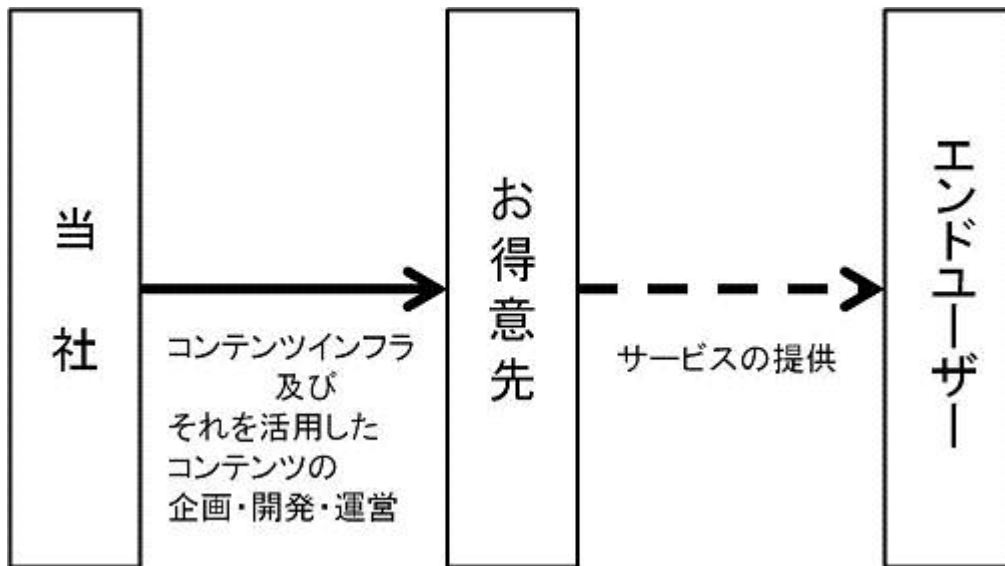 当社
コンテンツインフラ
及び
それを活用した
コンテンツの
企画・開発・運営
お得意先
サービスの提供
エンドユーザー